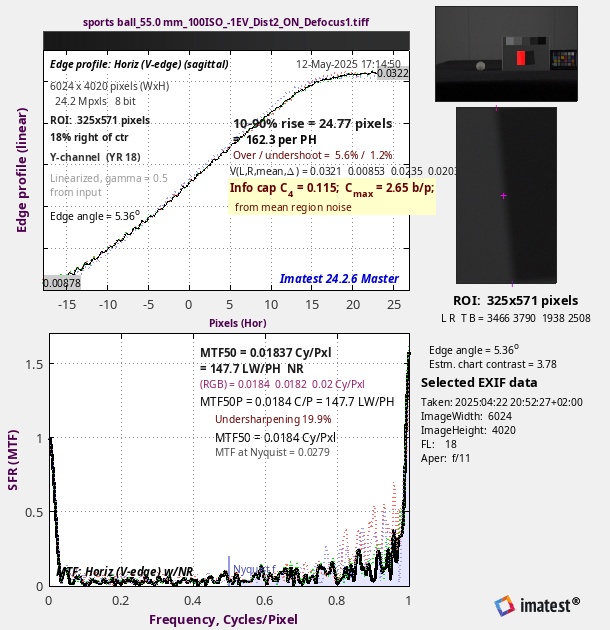 sports ball_55.0 mm_100ISO_-1EV_Dist2_ON_Defocus1.tiff
Edge profile: Horiz (V-edge) (sagittal)
12-May-2025 17:14:50
0.0322
6024 x 4020 pixels (WxH)
24.2 Mpxls   8 bit
ROI:  325x571 pixels
18% right of ctr
Y-channel  (YR 18)
Linearized, gamma = 0.5
from input
Edge angle = 5.36°
10-90% rise = 24.77 pixels
= 162.3 per PH
Over / undershoot =  5.6% /  1.2%
V(L,R,mean,Δ) = 0.0321  0.00853  0.0235  0.0203
Info cap C4 = 0.115;  Cmax = 2.65 b/p;
from mean region noise
0.00878
Imatest 24.2.6 Master
Edge profile (linear)
-15 -10 -5 0 5 10 15 20 25
Pixels (Hor)
ROI:  325x571 pixels
L R  T B = 3466 3790  1938 2508
Edge angle = 5.36°
Estm. chart contrast = 3.78
Selected EXIF data
Taken: 2025:04:22 20:52:27+02:00
ImageWidth:  6024
ImageHeight:  4020
FL:   18
Aper:  f/11
MTF50 = 0.01837 Cy/Pxl
= 147.7 LW/PH  NR
(RGB) = 0.0184  0.0182  0.02 Cy/Pxl
MTF50P = 0.0184 C/P = 147.7 LW/PH
Undersharpening 19.9%
MTF50 = 0.0184 Cy/Pxl
MTF at Nyquist = 0.0279
SFR (MTF)
1.5
1
0.5
0
MTF: Horiz (V-edge) w/NR
Nyquist f
0 0.2 0.4 0.6 0.8 1
Frequency, Cycles/Pixel
imatest®